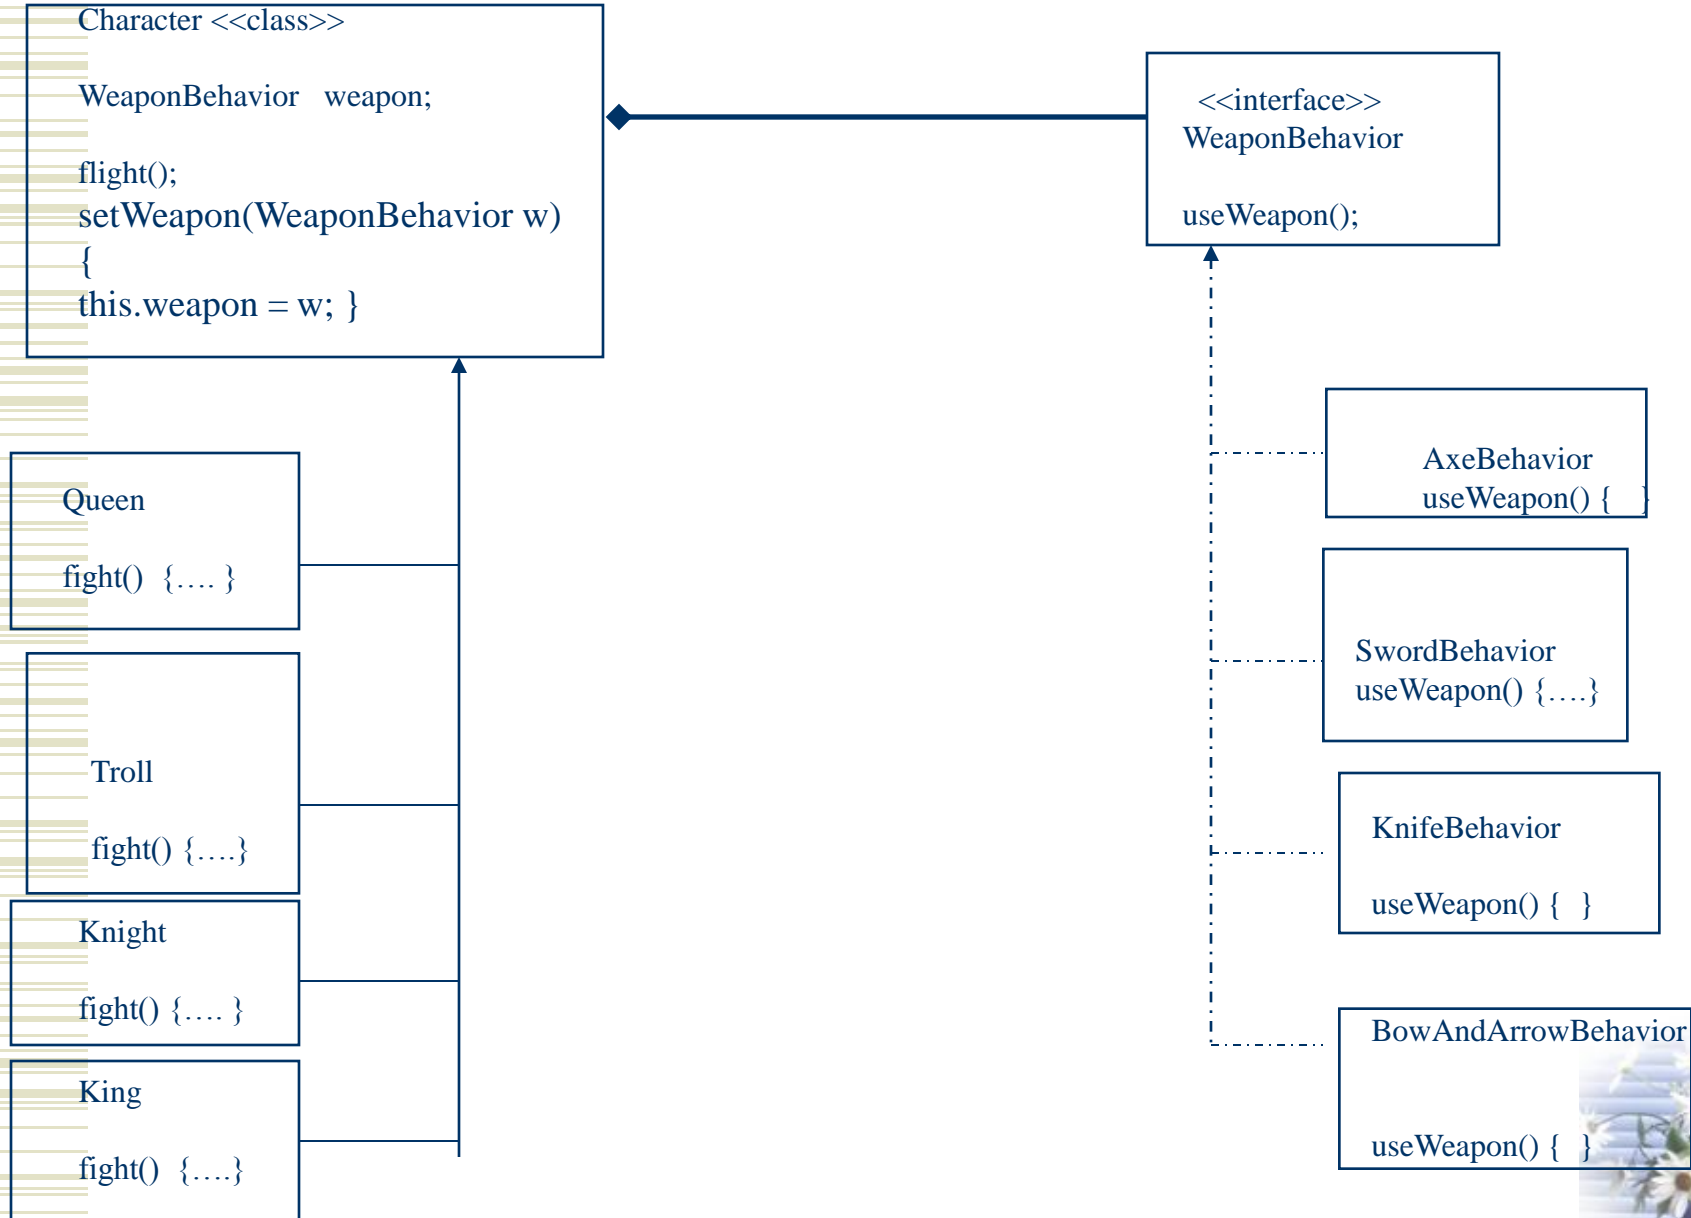 Character <<class>>
WeaponBehavior weapon;
flight();
setWeapon(WeaponBehavior w)
{
this.weapon = w; }
<<interface>>
WeaponBehavior
useWeapon();
Queen
fight() {.... }
Troll
fight() {....}
Knight
fight() {.... }
King
fight() {....}
AxeBehavior
useWeapon() { }
SwordBehavior
useWeapon() {....}
KnifeBehavior
useWeapon() { }
BowAndArrowBehavior
useWeapon() { }